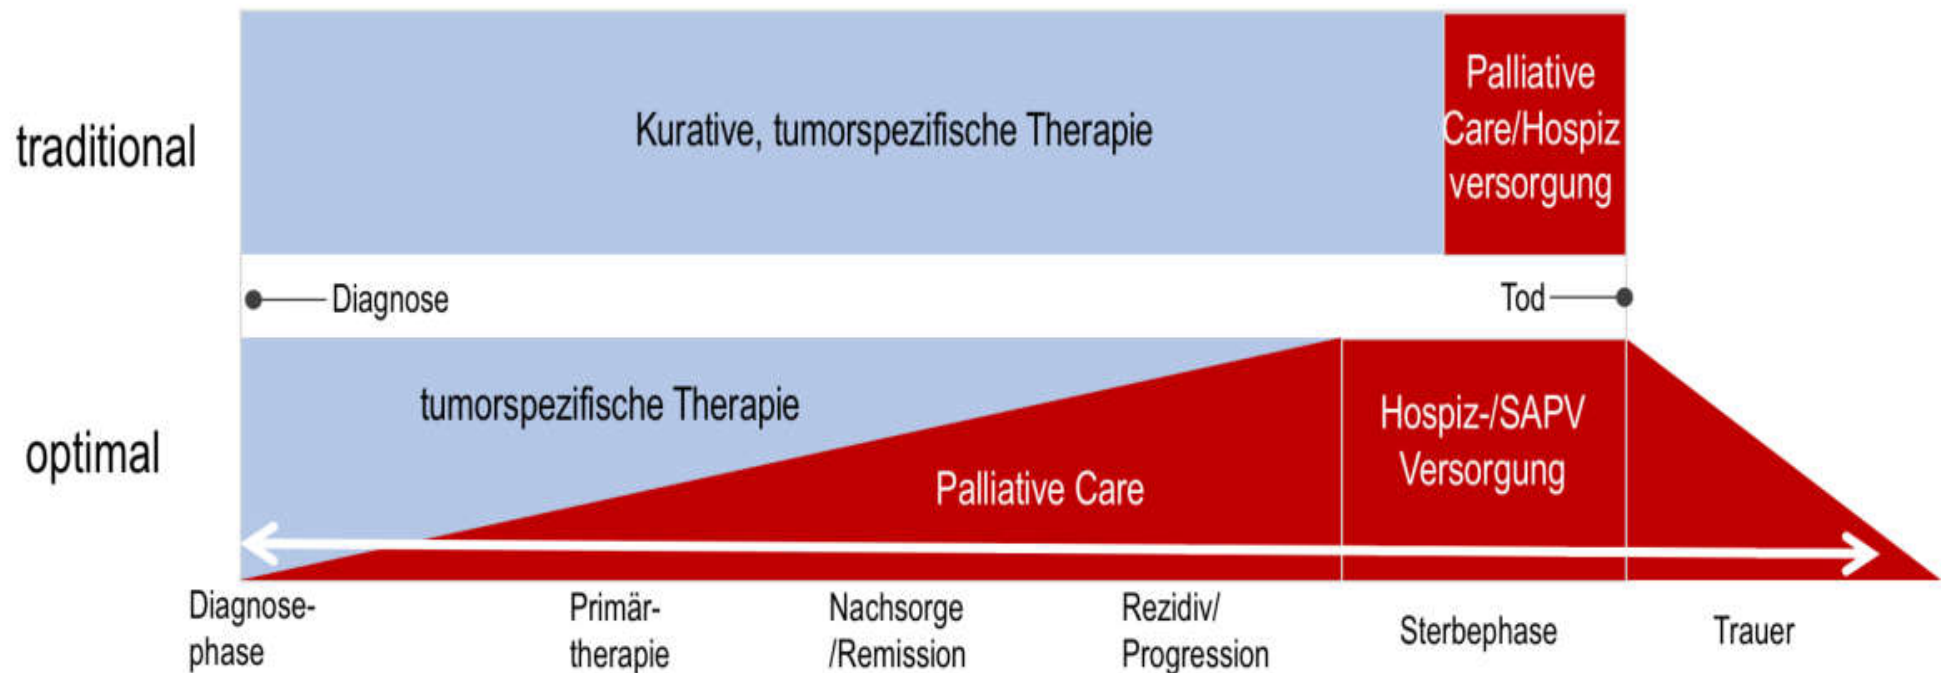 traditional
Kurative, tumorspezifische Therapie
Palliative
Care/Hospiz
versorgung
Diagnose
Tod
optimal
tumorspezifische Therapie
Palliative Care
Hospiz-/SAPV
Versorgung
Diagnose-
phase
Primär-
therapie
Nachsorge
/Remission
Rezidiv/
Progression
Sterbephase
Trauer